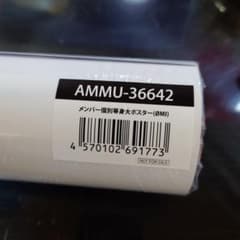 AMMU-36642
メンバー個別等身大ポスター(ØMI)
4 570102 691773
NOT FOR SALE